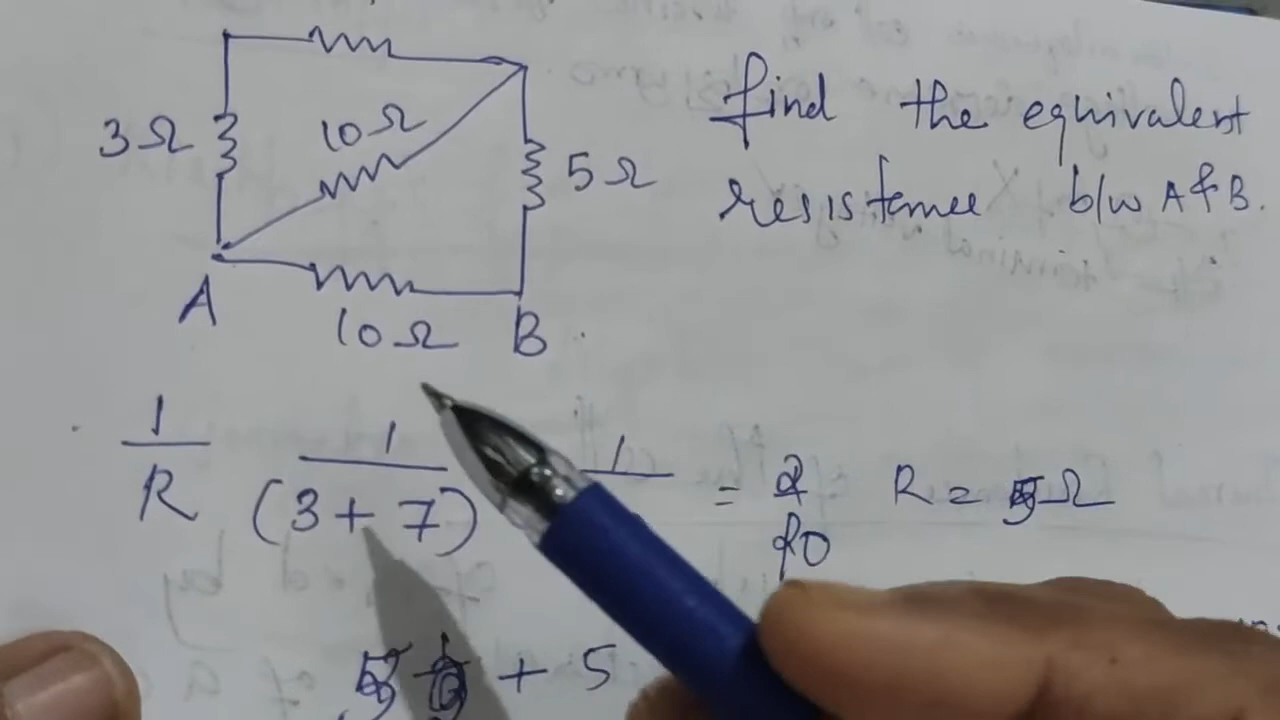 3Ω
10Ω
5Ω
10Ω
A
B
find the equivalent
resistance b/w A & B.
1/R 1/(3+7) 1 = 2/10 R = 5Ω
+ 5